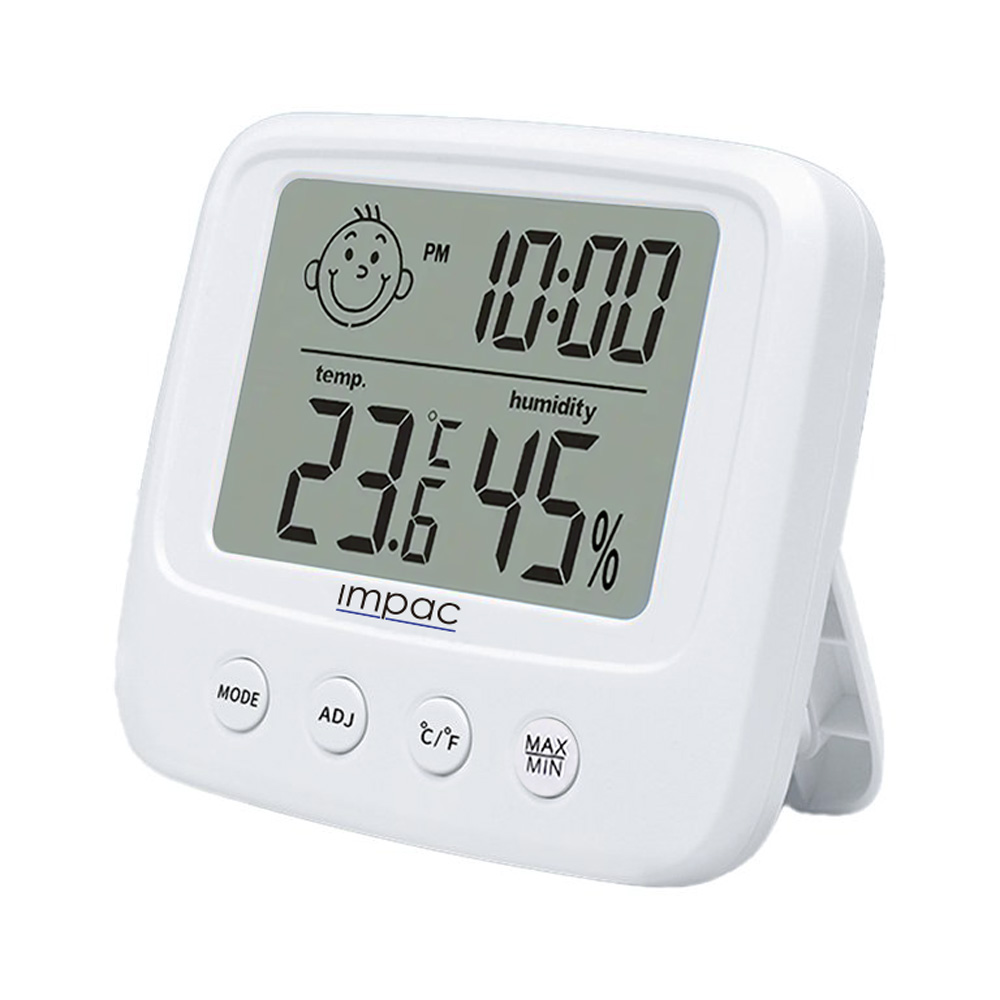 PM 10:00
temp. humidity
23.6 °C 45%
impac
MODE ADJ °C/°F MAX
MIN